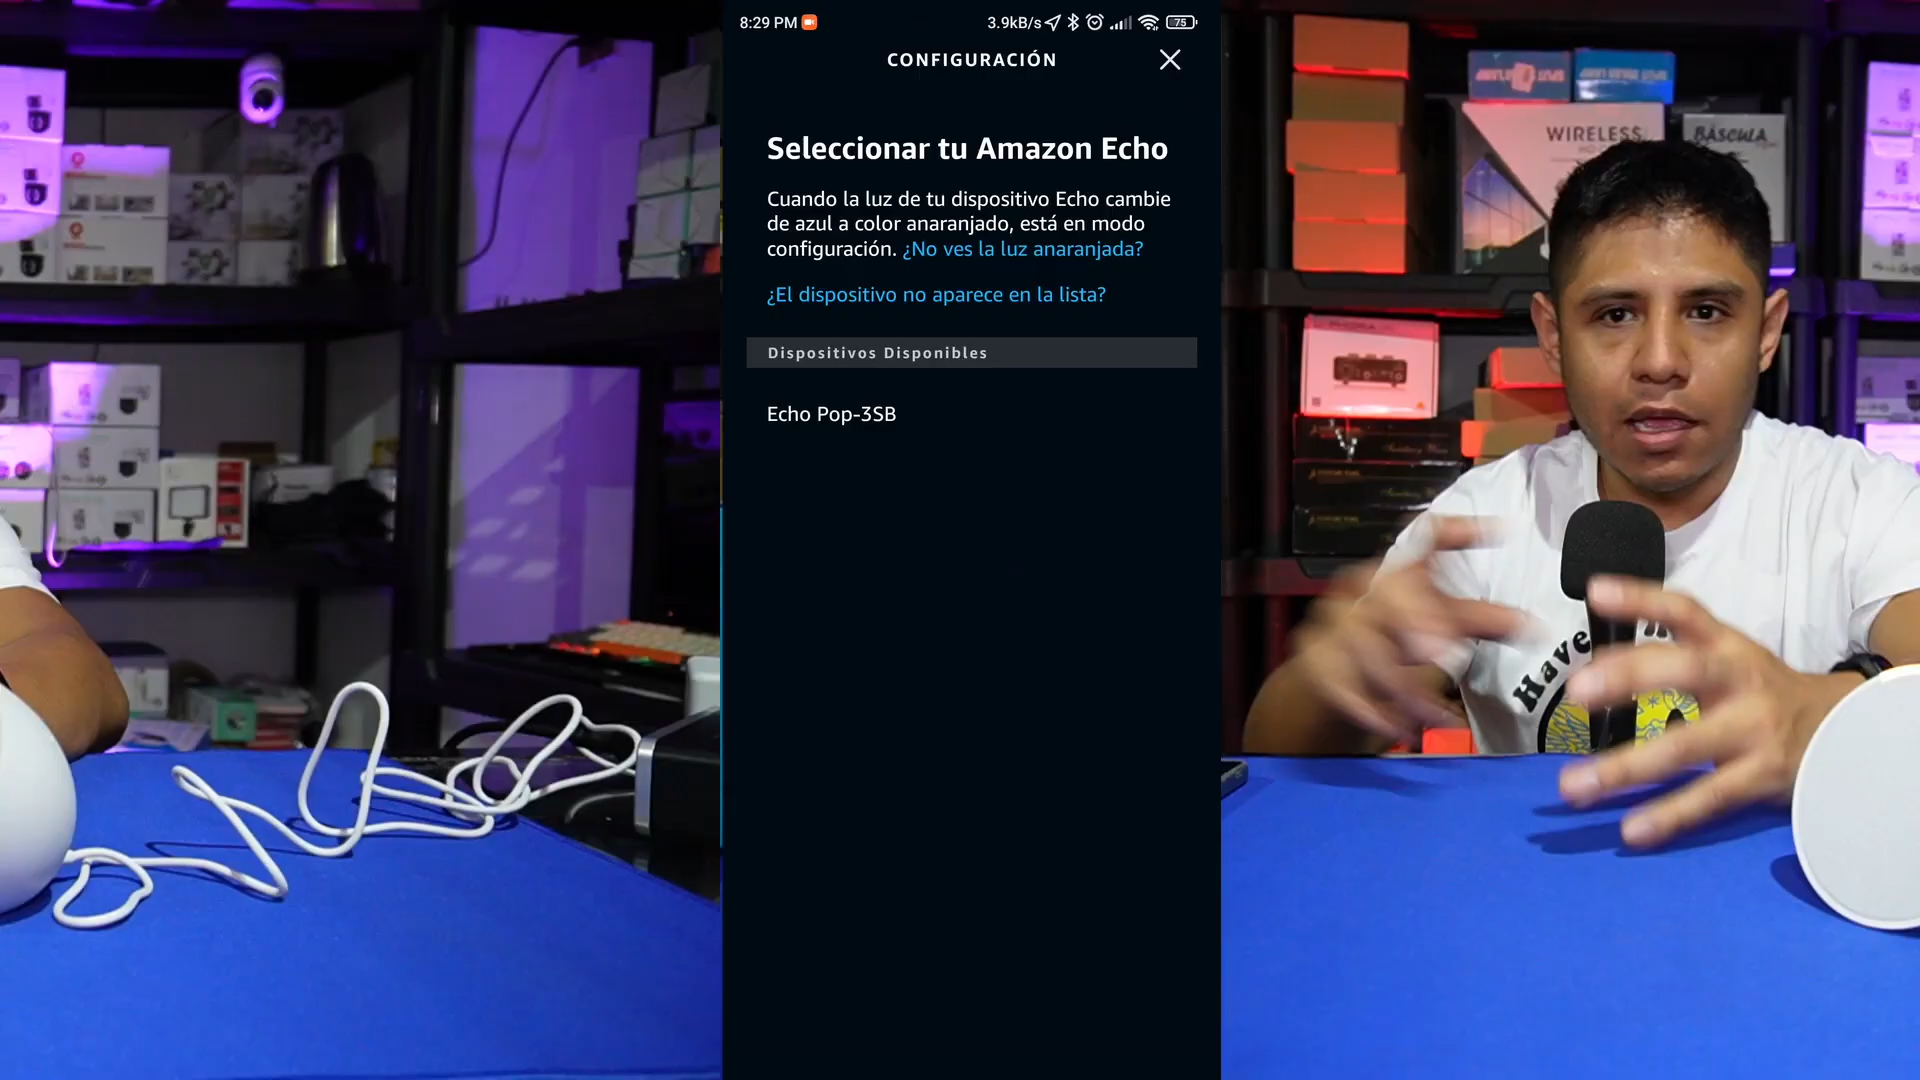 8:29 PM
3.9kB/s
75
CONFIGURACIÓN
Seleccionar tu Amazon Echo
Cuando la luz de tu dispositivo Echo cambie
de azul a color anaranjado, está en modo
configuración. ¿No ves la luz anaranjada?
¿El dispositivo no aparece en la lista?
Dispositivos Disponibles
Echo Pop-3SB
WIRELESS
BÁSCULA
Have